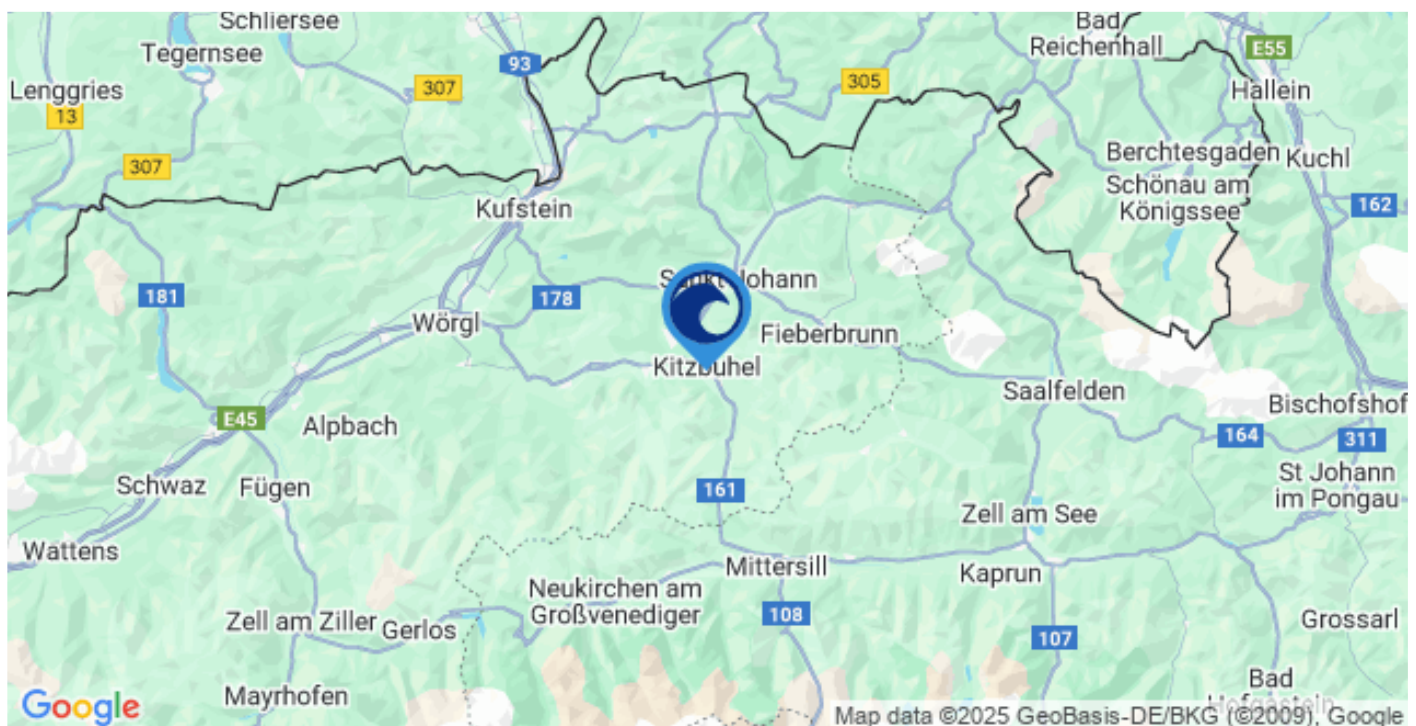 Schliersee
Tegernsee
Bad
Reichenhall
E55
93
Lenggries
307
305
Hallein
13
307
Berchtesgaden
Kuchl
Schönau am
Königssee
162
Kufstein
Sankt Johann
181
178
Wörgl
Fieberbrunn
Kitzbühel
Saalfelden
Bischofshof
E45
Alpbach
164
311
Schwaz
Fügen
161
St Johann
im Pongau
Zell am See
Wattens
Mittersill
Kaprun
Neukirchen am
Großvenediger
108
Zell am Ziller
Gerlos
107
Grossarl
Mayrhofen
Bad
Hofgastein
Google
Map data ©2025 GeoBasis-DE/BKG (©2009), Google